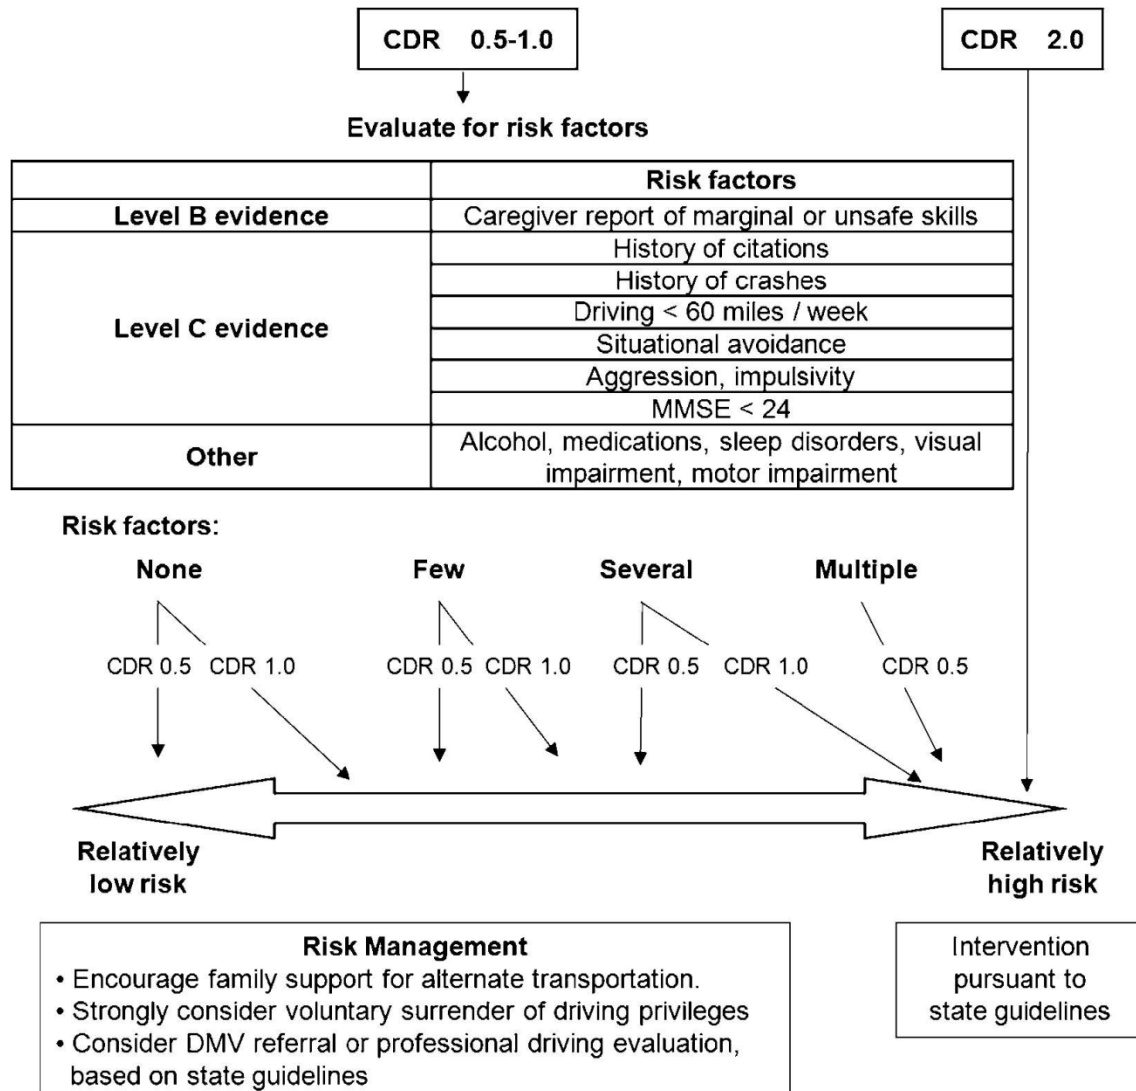 CDR 0.5-1.0
CDR 2.0
Evaluate for risk factors
Risk factors
Level B evidence
Caregiver report of marginal or unsafe skills
Level C evidence
History of citations
History of crashes
Driving < 60 miles / week
Situational avoidance
Aggression, impulsivity
MMSE < 24
Other
Alcohol, medications, sleep disorders, visual
impairment, motor impairment
Risk factors:
None
Few
Several
Multiple
CDR 0.5
CDR 1.0
CDR 0.5
CDR 1.0
CDR 0.5
CDR 1.0
CDR 0.5
Relatively
low risk
Relatively
high risk
Risk Management
• Encourage family support for alternate transportation.
• Strongly consider voluntary surrender of driving privileges
• Consider DMV referral or professional driving evaluation,
based on state guidelines
Intervention
pursuant to
state guidelines